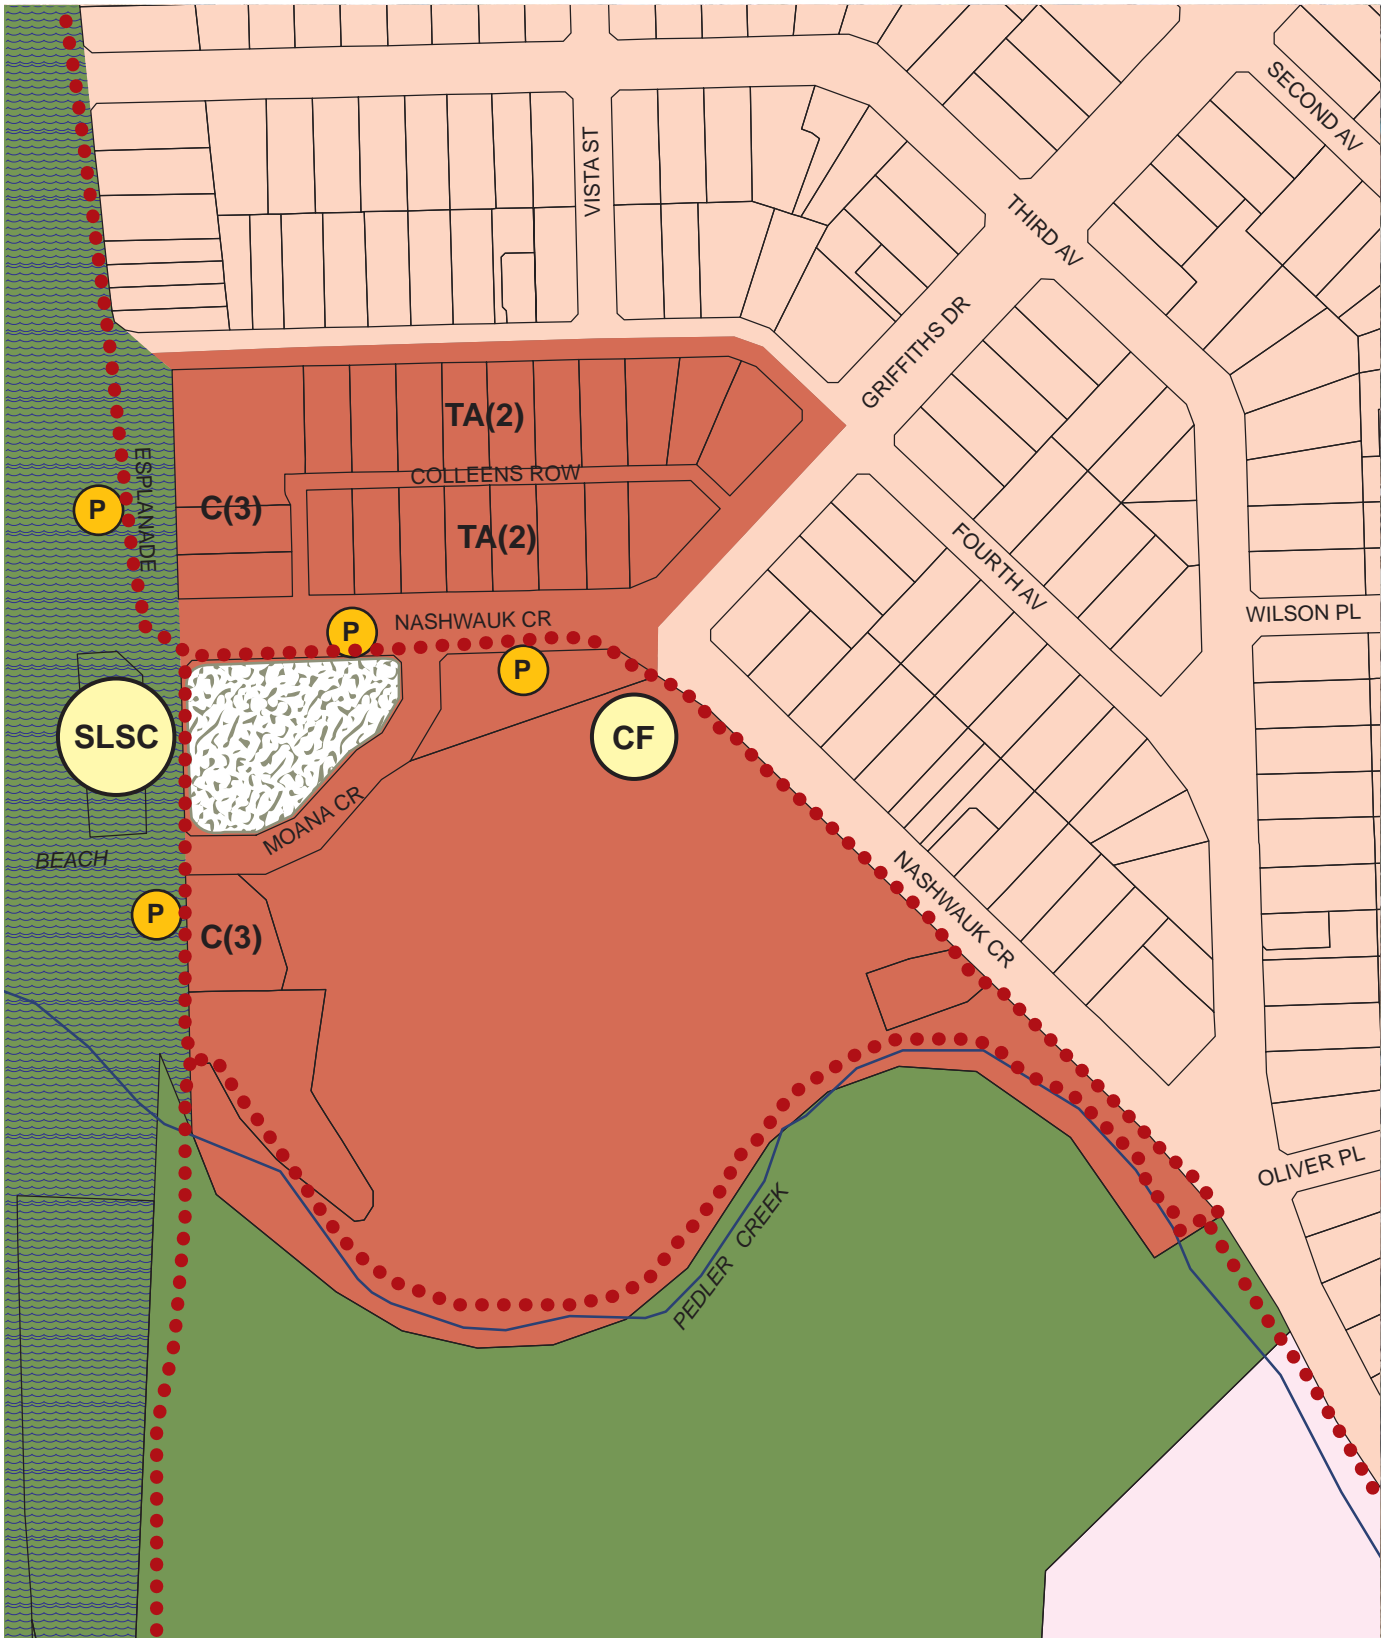 SECOND AV
VISTA ST
THIRD AV
GRIFFITHS DR
TA(2)
COLLEENS ROW
ESPLANADE
P
C(3)
TA(2)
FOURTH AV
WILSON PL
NASHWAUK CR
P
P
SLSC
CF
MOANA CR
BEACH
NASHWAUK CR
P
C(3)
OLIVER PL
PEDLER CREEK